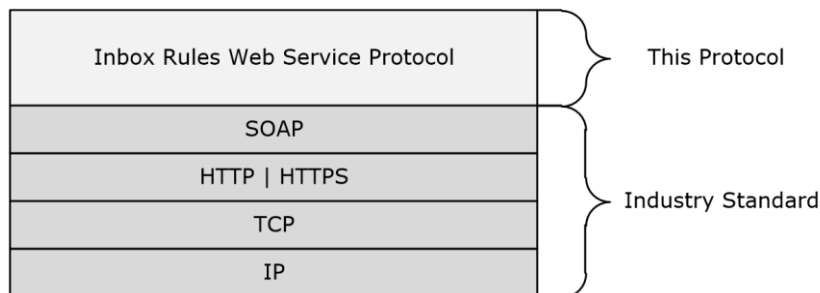 Inbox Rules Web Service Protocol
This Protocol
SOAP
HTTP | HTTPS
Industry Standard
TCP
IP